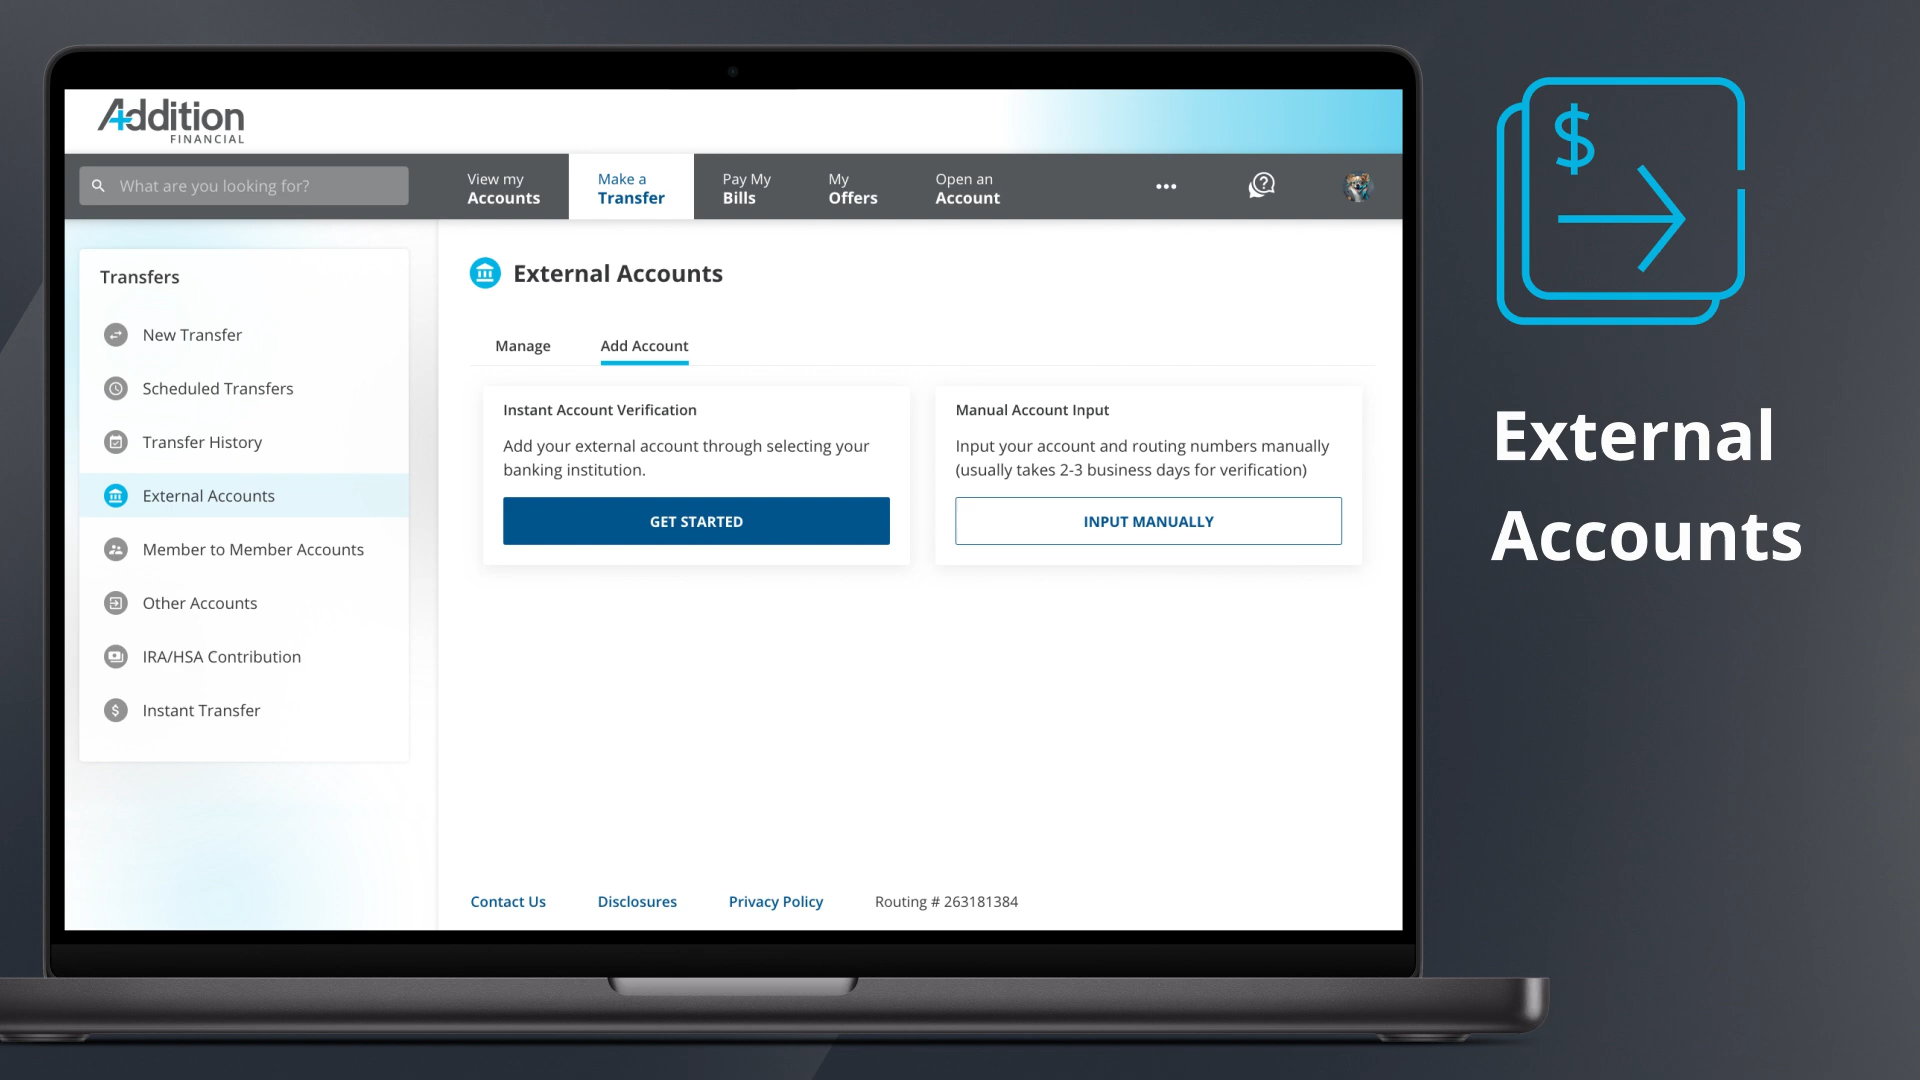 Addition
FINANCIAL
What are you looking for?
View my
Accounts
Make a
Transfer
Pay My
Bills
My
Offers
Open an
Account
Transfers
New Transfer
Scheduled Transfers
Transfer History
External Accounts
Member to Member Accounts
Other Accounts
IRA/HSA Contribution
Instant Transfer
External Accounts
Manage
Add Account
Instant Account Verification
Add your external account through selecting your
banking institution.
GET STARTED
Manual Account Input
Input your account and routing numbers manually
(usually takes 2-3 business days for verification)
INPUT MANUALLY
Contact Us
Disclosures
Privacy Policy
Routing # 263181384
$
External
Accounts